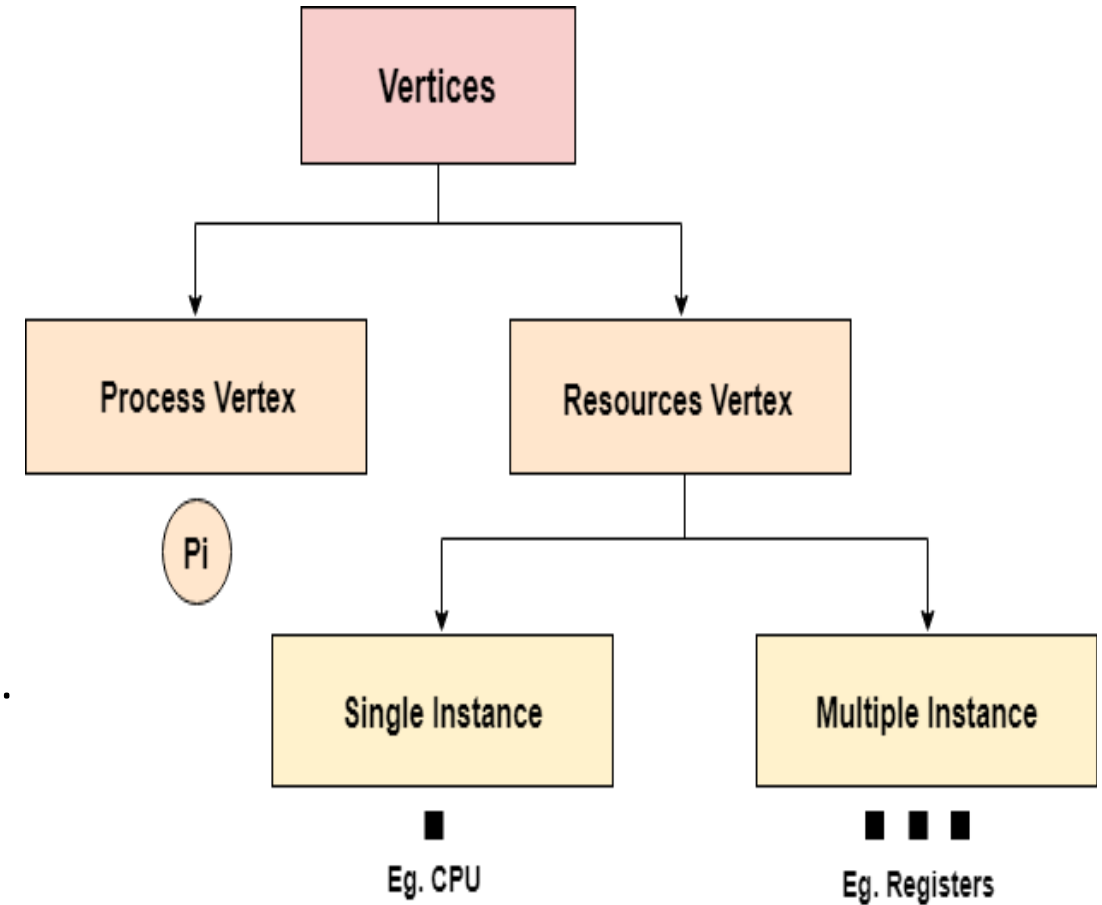 Vertices
Process Vertex
Resources Vertex
Pi
.
Single Instance
Multiple Instance
Eg. CPU
Eg. Registers